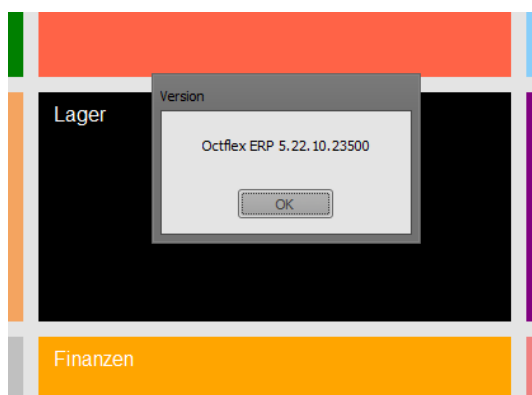 Version
Lager
Octflex ERP 5.22.10.23500
OK
Finanzen